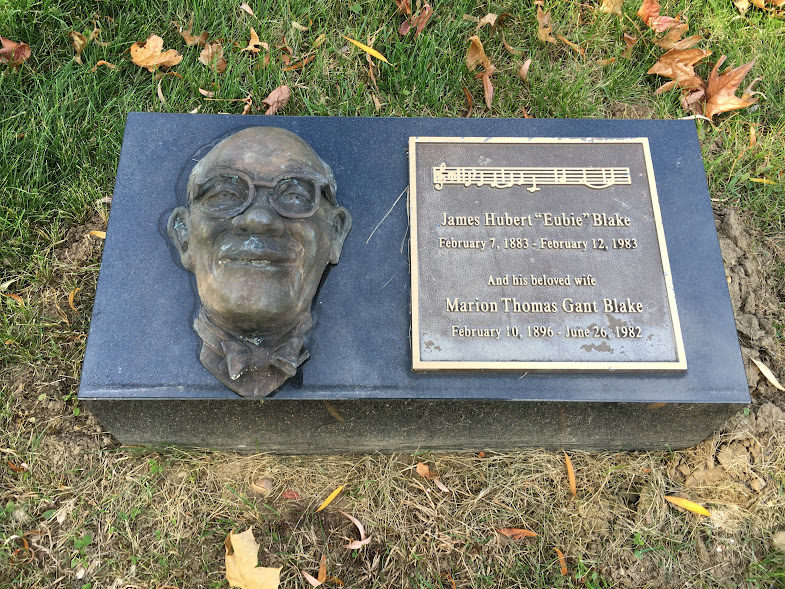 James Hubert "Eubie" Blake
February 7, 1883 - February 12, 1983
And his beloved wife
Marion Thomas Gant Blake
February 10, 1896 - June 26, 1982